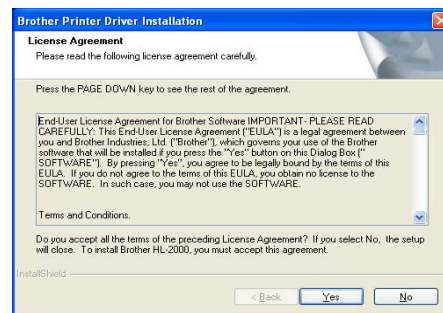 Brother Printer Driver Installation
License Agreement
Please read the following license agreement carefully.
Press the PAGE DOWN key to see the rest of the agreement.
End-User License Agreement for Brother Software IMPORTANT- PLEASE READ
CAREFULLY: This End-User License Agreement ("EULA") is a legal agreement between
you and Brother Industries, Ltd. ("Brother"), which governs your use of the Brother
software that will be installed if you press the "Yes" button on this Dialog Box ("
SOFTWARE"). By pressing "Yes", you agree to be legally bound by the terms of this
EULA. If you do not agree to the terms of this EULA, you obtain no license to the
SOFTWARE. In such case, you may not use the SOFTWARE.
Terms and Conditions.
Do you accept all the terms of the preceding License Agreement? If you select No, the setup
will close. To install Brother HL-2000, you must accept this agreement.
InstallShield
< Back Yes No